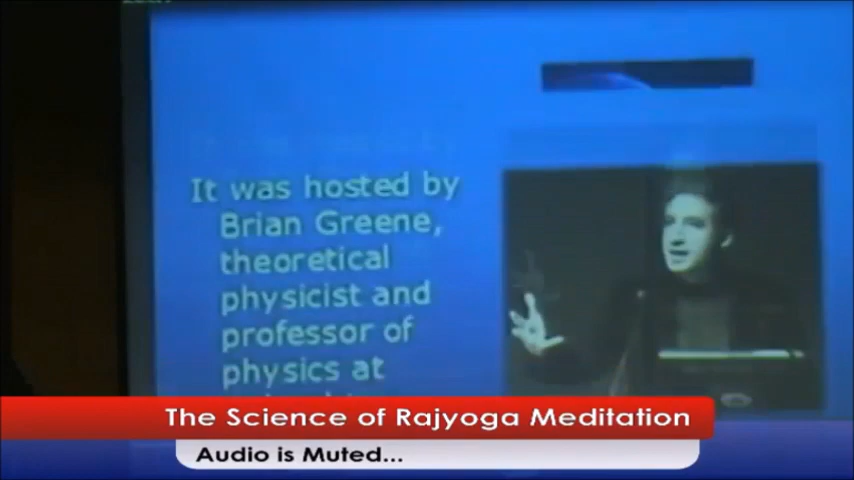 It was hosted by
Brian Greene,
theoretical
physicist and
professor of
physics at
The Science of Rajyoga Meditation
Audio is Muted...